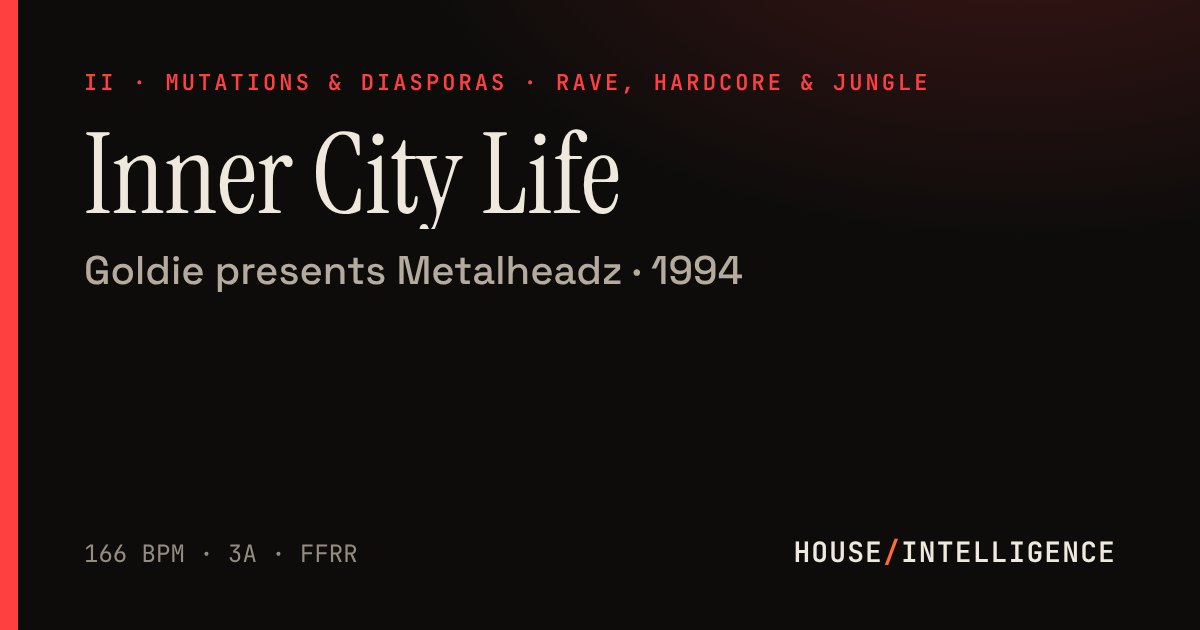 II · MUTATIONS & DIASPORAS · RAVE, HARDCORE & JUNGLE
Inner City Life
Goldie presents Metalheadz · 1994
166 BPM · 3A · FFRR
HOUSE/INTELLIGENCE